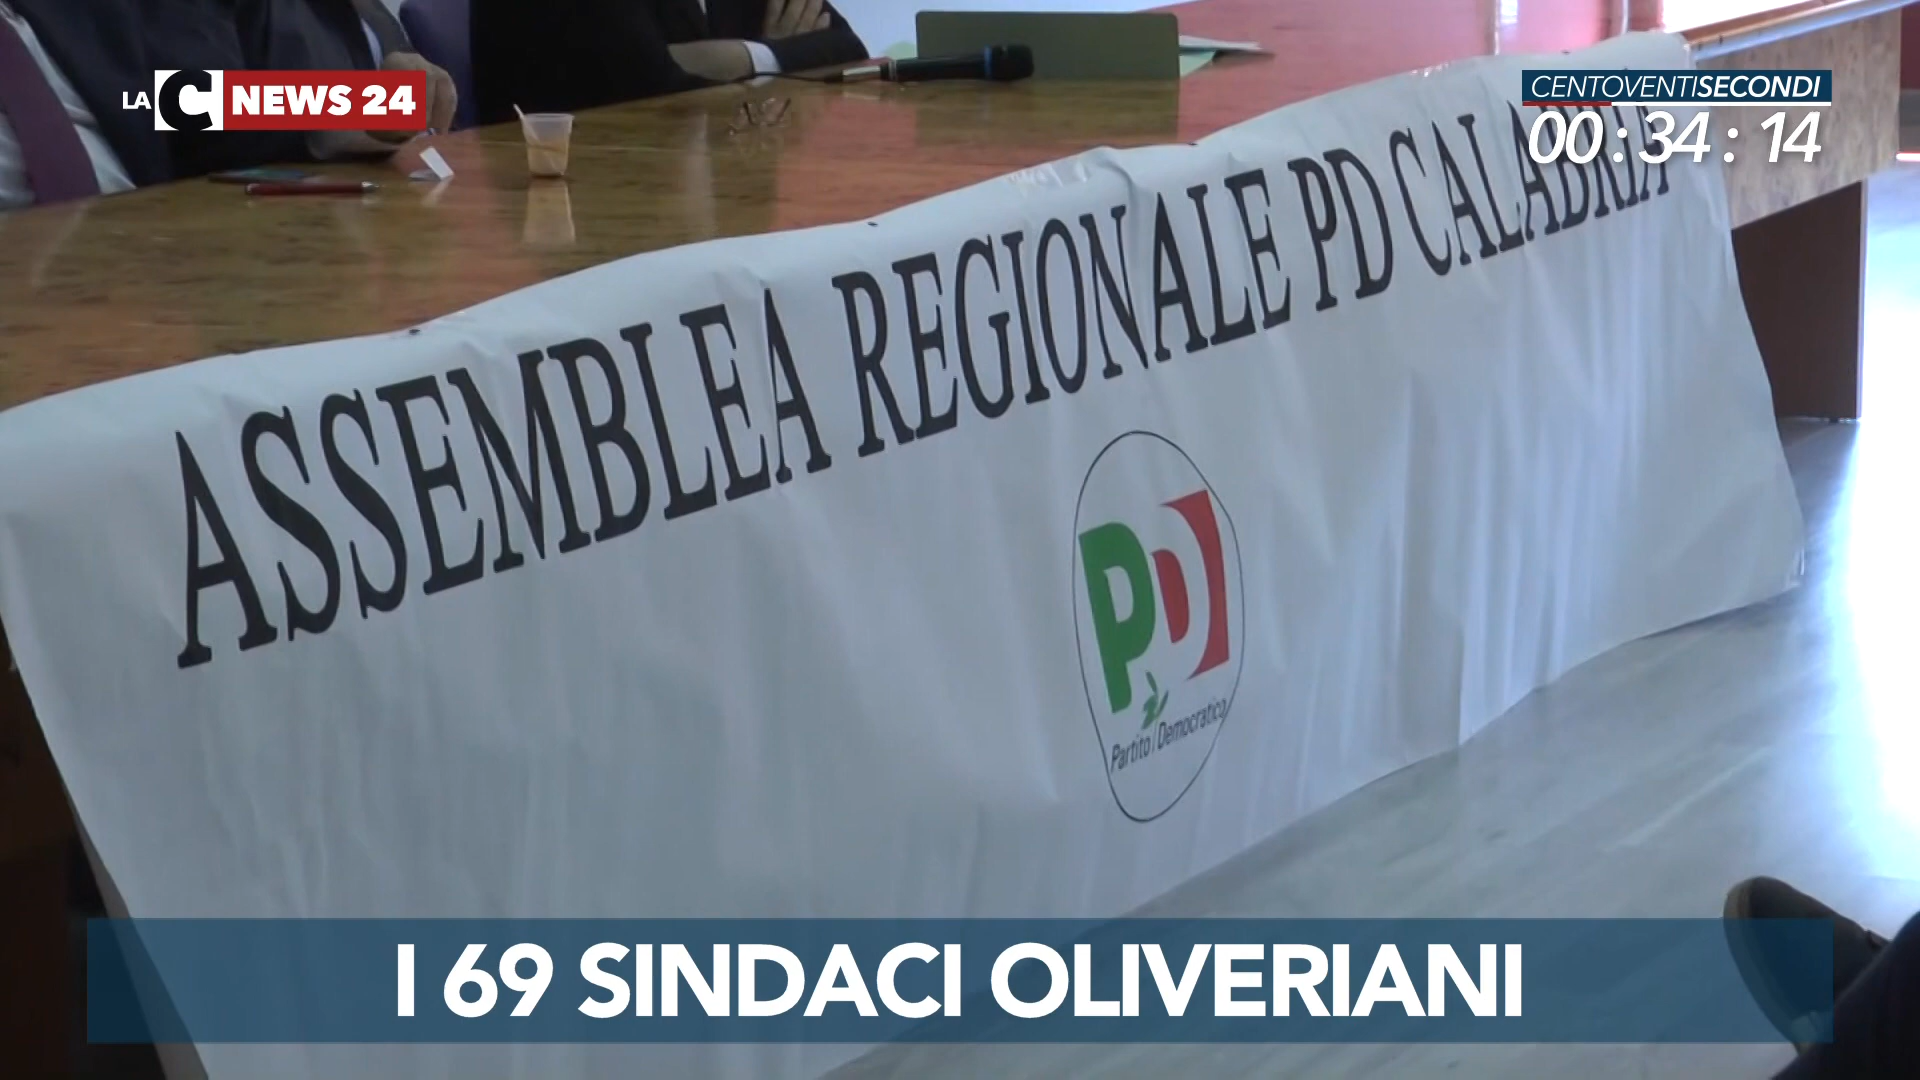 LA C NEWS 24
CENTOVENTISECONDI
00:34:14
ASSEMBLEA REGIONALE PD CALABRIA
PD
Partito Democratico
I 69 SINDACI OLIVERIANI